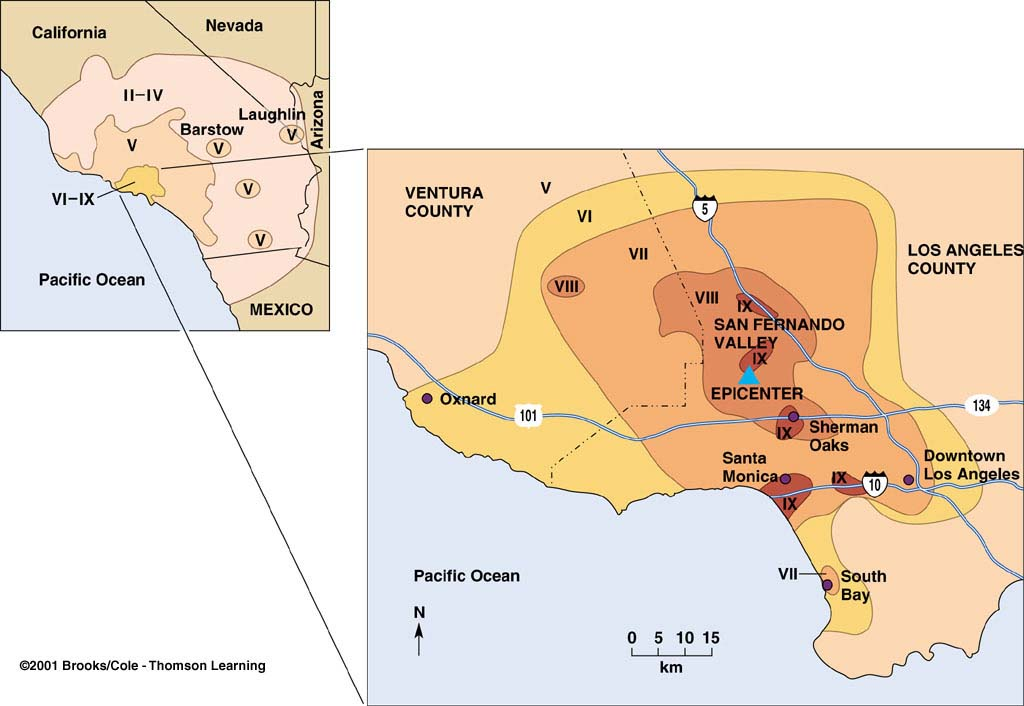 California
Nevada
II–IV
Laughlin
Arizona
Barstow
V
V
V
V
V
VI–IX
Pacific Ocean
MEXICO
VENTURA
COUNTY
V
VI
5
VII
LOS ANGELES
COUNTY
VIII
VIII
IX
SAN FERNANDO
VALLEY
IX
EPICENTER
Oxnard
101
134
IX
Sherman
Oaks
Santa
Monica
IX
10
Downtown
Los Angeles
IX
VII
South
Bay
Pacific Ocean
N
0 5 10 15
km
©2001 Brooks/Cole - Thomson Learning